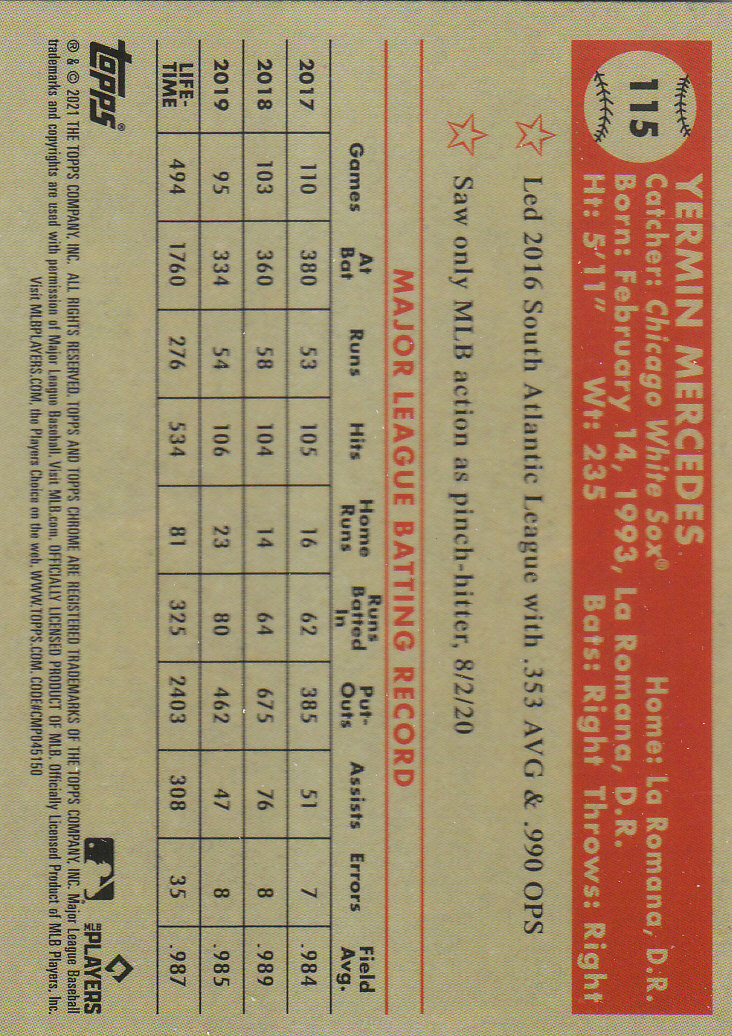 115
YERMIN MERCEDES
Catcher: Chicago White Sox® Home: La Romana, D.R.
Born: February 14, 1993, La Romana, D.R.
Ht: 5'11" Wt: 235 Bats: Right Throws: Right
Led 2016 South Atlantic League with .353 AVG & .990 OPS
Saw only MLB action as pinch-hitter, 8/2/20
MAJOR LEAGUE BATTING RECORD
Games At Bat Runs Hits Home Runs Runs Batted In Put-Outs Assists Errors Field Avg.
2017 110 380 53 105 16 62 385 51 7 .984
2018 103 360 58 104 14 64 675 76 8 .989
2019 95 334 54 106 23 80 462 47 8 .985
LIFE-TIME 494 1760 276 534 81 325 2403 308 35 .987
topps®
MLB PLAYERS
® & © 2021 THE TOPPS COMPANY, INC. ALL RIGHTS RESERVED. TOPPS AND TOPPS CHROME ARE REGISTERED TRADEMARKS OF THE TOPPS COMPANY, INC. Major League Baseball
trademarks and copyrights are used with permission of Major League Baseball. Visit MLB.com. OFFICIALLY LICENSED PRODUCT OF MLB. Officially Licensed Product of MLB Players, Inc.
Visit MLBPLAYERS.COM, the Players Choice on the web. WWW.TOPPS.COM. CODE#CMP045150